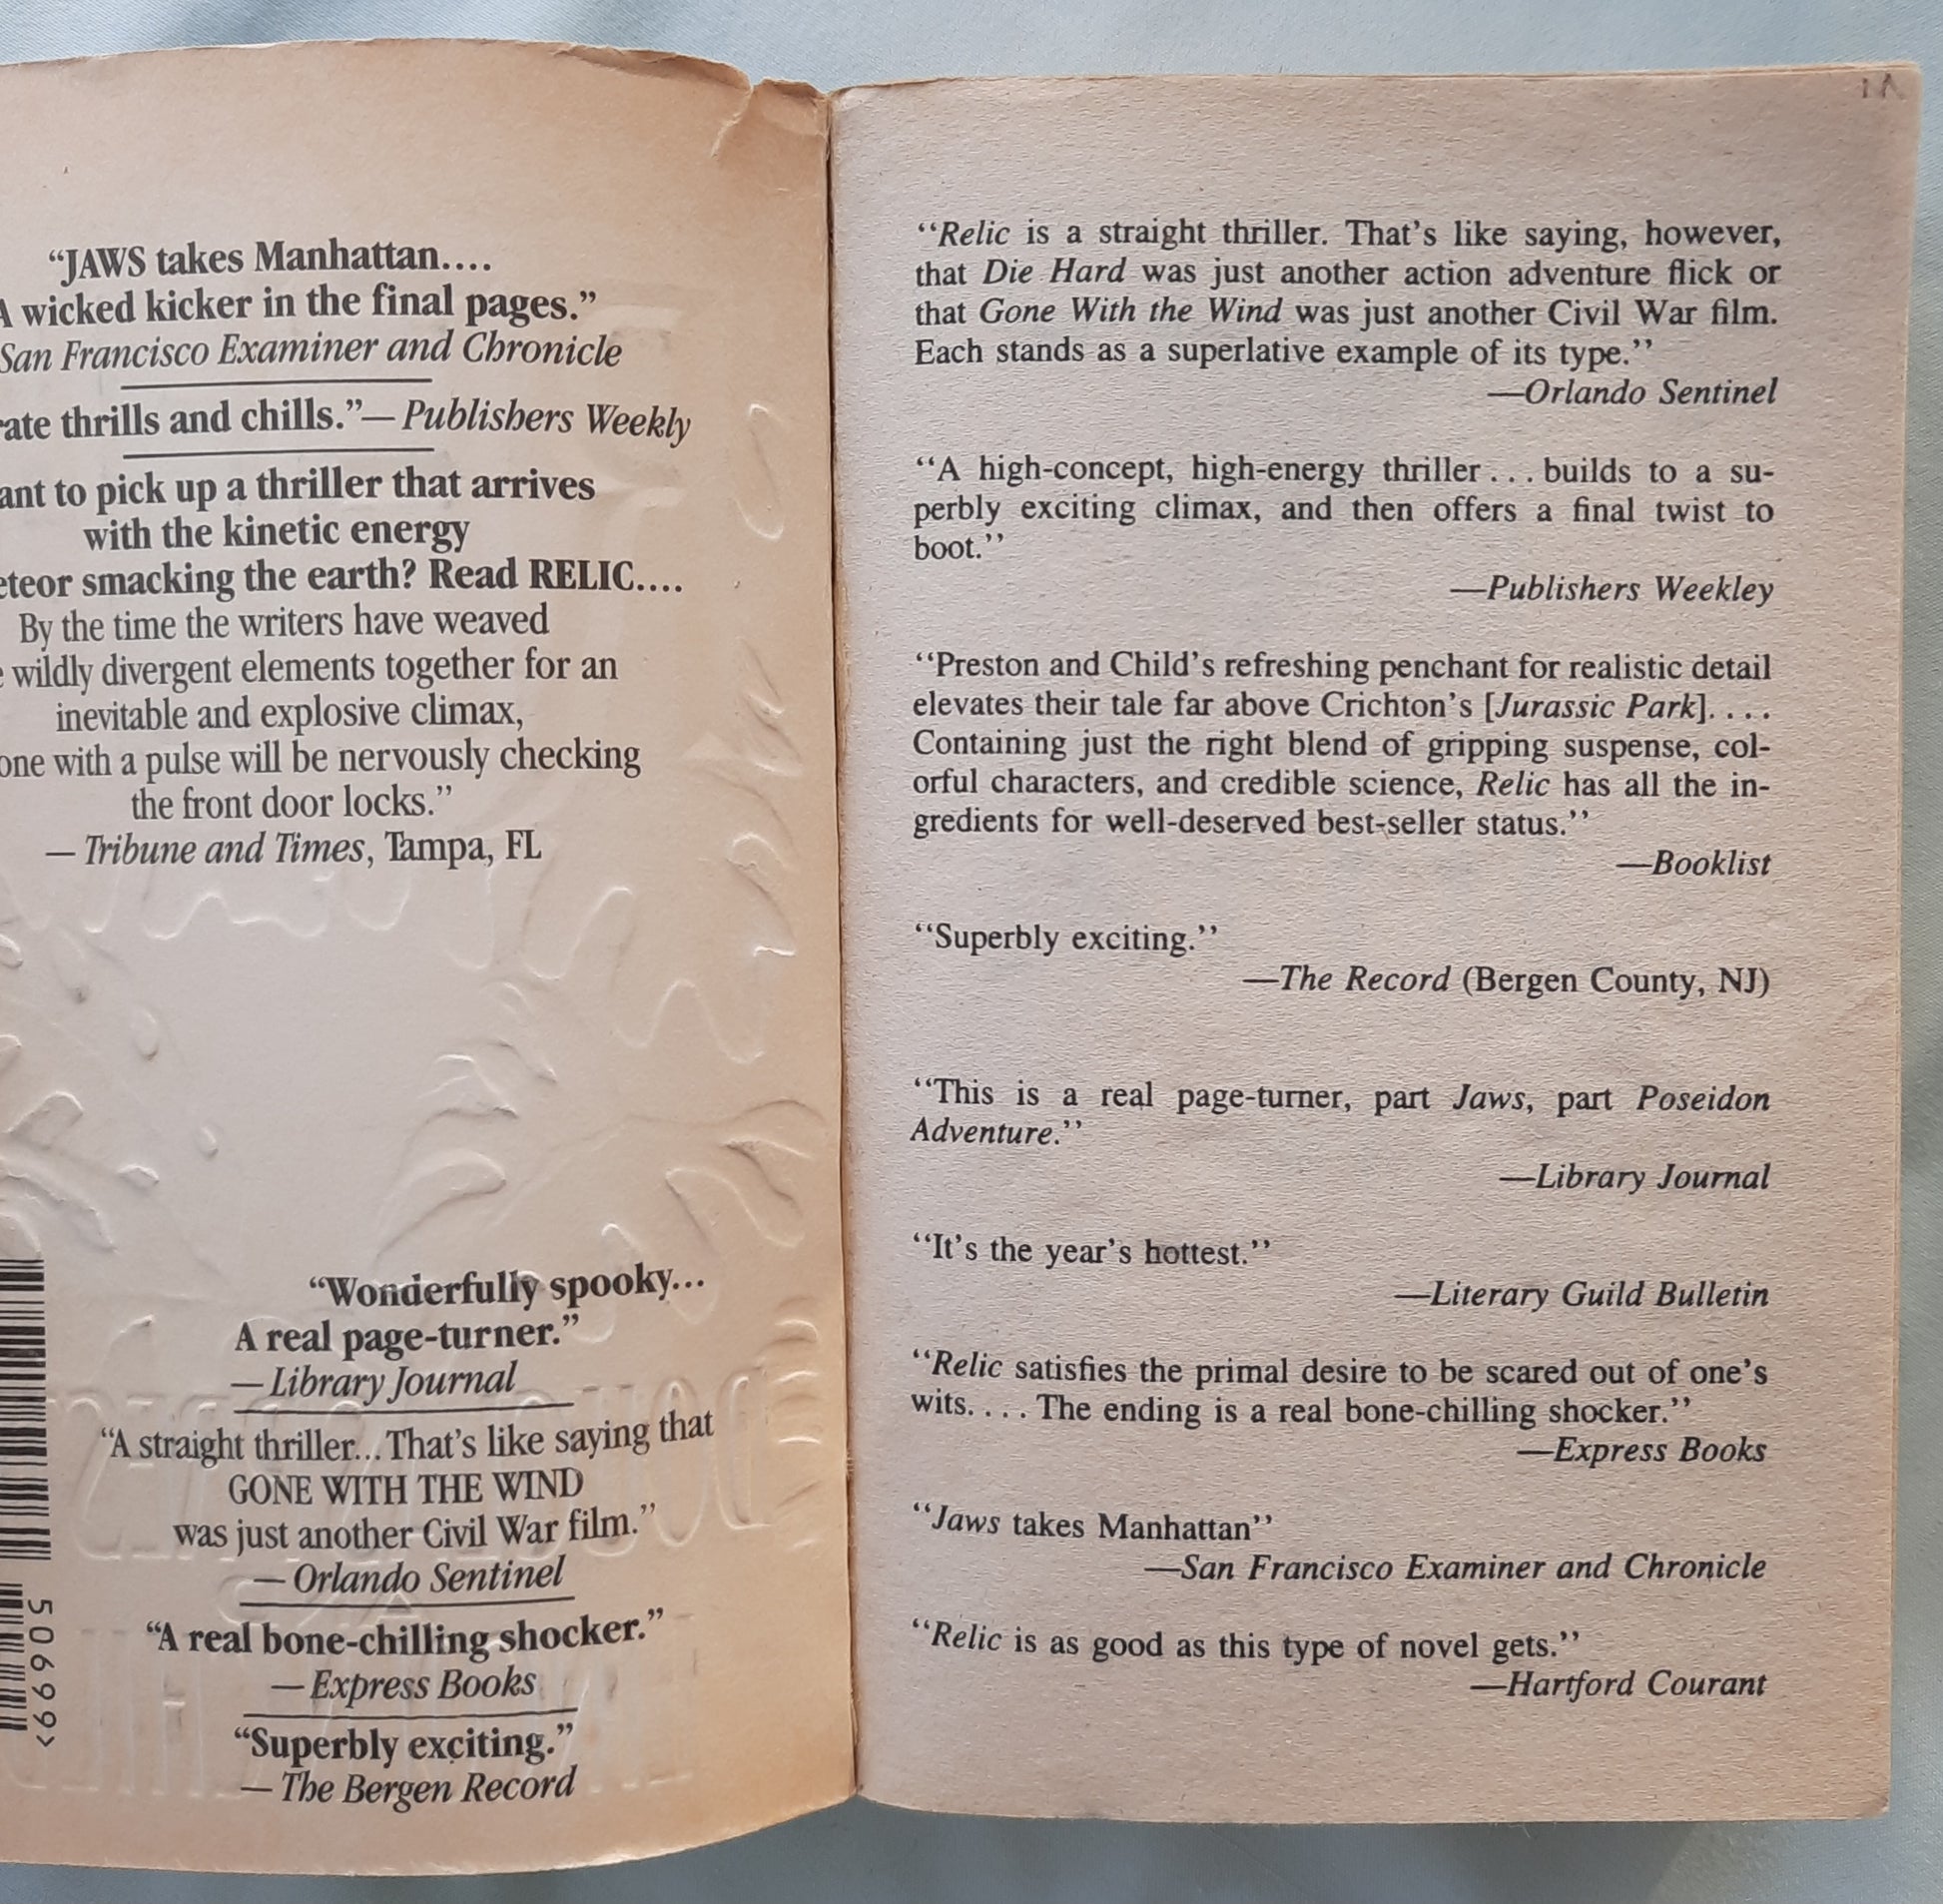 “JAWS takes Manhattan....
A wicked kicker in the final pages.”
San Francisco Examiner and Chronicle
thrills and chills.”—Publishers Weekly
to pick up a thriller that arrives
with the kinetic energy
smacking the earth? Read RELIC....
By the time the writers have weaved
wildly divergent elements together for an
inevitable and explosive climax,
with a pulse will be nervously checking
the front door locks.”
— Tribune and Times, Tampa, FL
“Wonderfully spooky...
A real page-turner.”
—Library Journal
“A straight thriller...That’s like saying that
GONE WITH THE WIND
was just another Civil War film.”
— Orlando Sentinel
“A real bone-chilling shocker.”
—Express Books
“Superbly exciting.”
— The Bergen Record
50699>
“Relic is a straight thriller. That’s like saying, however,
that Die Hard was just another action adventure flick or
that Gone With the Wind was just another Civil War film.
Each stands as a superlative example of its type.”
—Orlando Sentinel
“A high-concept, high-energy thriller... builds to a su-
perbly exciting climax, and then offers a final twist to
boot.”
—Publishers Weekley
“Preston and Child’s refreshing penchant for realistic detail
elevates their tale far above Crichton’s [Jurassic Park]. . . .
Containing just the right blend of gripping suspense, col-
orful characters, and credible science, Relic has all the in-
gredients for well-deserved best-seller status.”
—Booklist
“Superbly exciting.”
—The Record (Bergen County, NJ)
“This is a real page-turner, part Jaws, part Poseidon
Adventure.”
—Library Journal
“It’s the year’s hottest.”
—Literary Guild Bulletin
“Relic satisfies the primal desire to be scared out of one’s
wits. . . . The ending is a real bone-chilling shocker.”
—Express Books
“Jaws takes Manhattan”
—San Francisco Examiner and Chronicle
“Relic is as good as this type of novel gets.”
—Hartford Courant